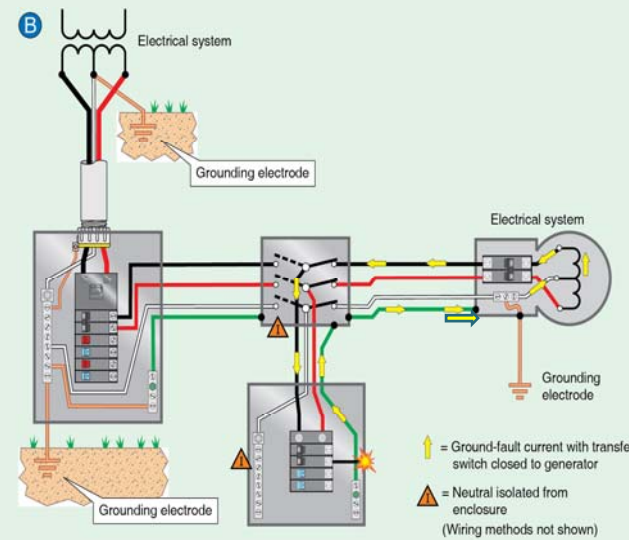 B
Electrical system
Grounding electrode
Electrical system
Grounding
electrode
= Ground-fault current with transfe
switch closed to generator
= Neutral isolated from
enclosure
(Wiring methods not shown)
Grounding electrode